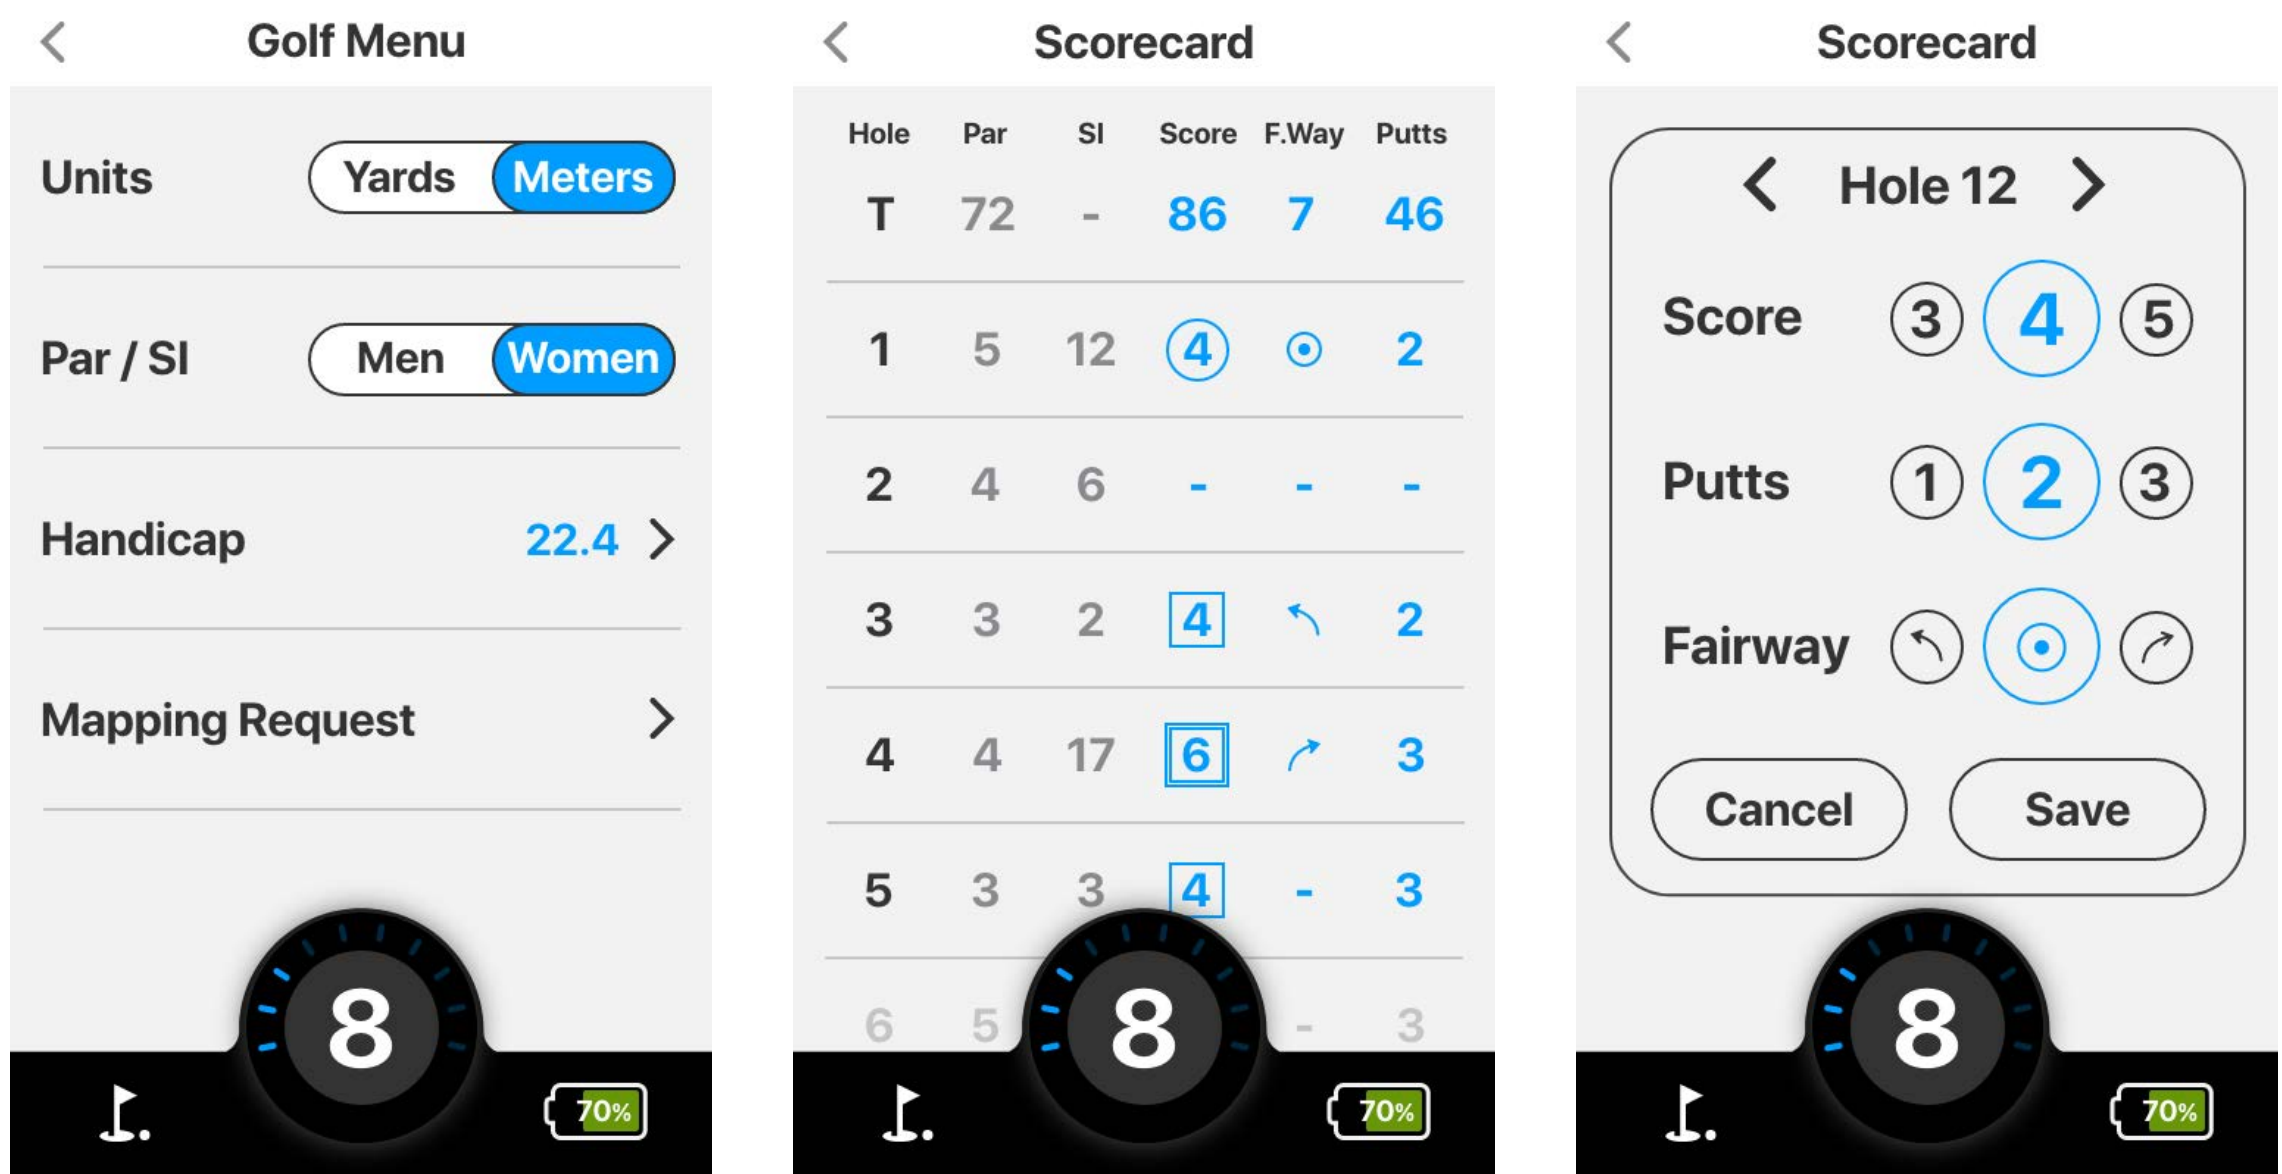 Golf Menu
Units Yards Meters
Par / SI Men Women
Handicap 22.4
Mapping Request
8
70%
Scorecard
Hole Par SI Score F.Way Putts
T 72 - 86 7 46
1 5 12 4 2
2 4 6 - - -
3 3 2 4 2
4 4 17 6 3
5 3 3 4 - 3
6 5 - 3
8
70%
Scorecard
Hole 12
Score 3 4 5
Putts 1 2 3
Fairway
Cancel Save
8
70%